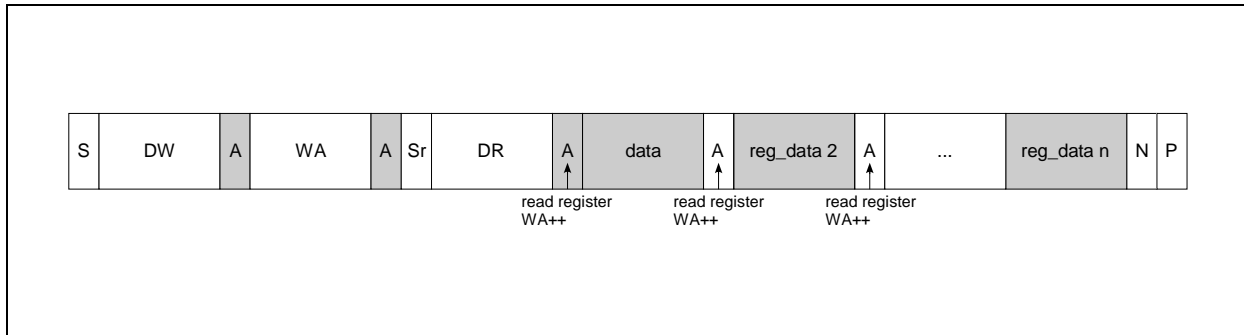 S DW A WA A Sr DR A data A reg_data 2 A ... reg_data n N P
read register read register read register
WA++ WA++ WA++